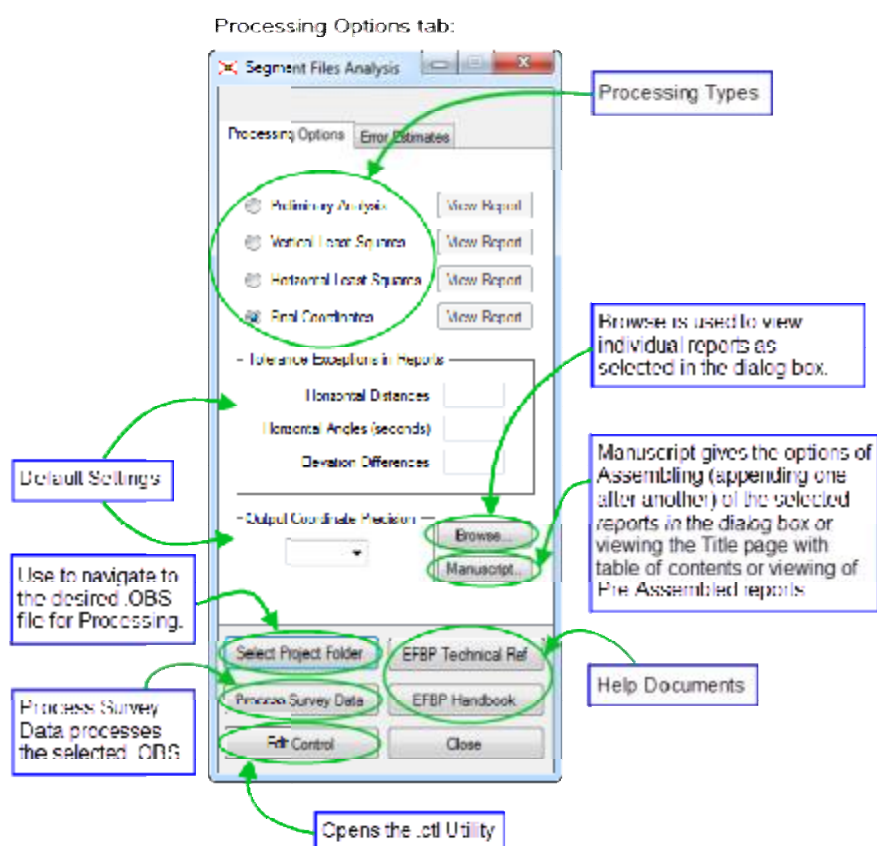 Processing Options tab:
Segment Files Analysis
Processing Types
Processing Options
Error Estimates
Preliminary Analysis
View Report
Vertical Least Squares
View Report
Horizontal Least Squares
View Report
Final Coordinates
View Report
Browse is used to view
individual reports as
selected in the dialog box.
Tolerance Exceptions in Reports
Horizontal Distances
Horizontal Angles (seconds)
Elevation Differences
Default Settings
Manuscript gives the options of
Assembling (appending one
after another) of the selected
reports in the dialog box or
viewing the Title page with
table of contents or viewing of
Pre Assembled reports
Output Coordinate Precision
Browse...
Manuscript...
Use to navigate to
the desired .OBS
file for Processing.
Select Project Folder
EFBP Technical Ref
Help Documents
Process Survey Data
EFBP Handbook
Process Survey
Data processes
the selected .OBS
Edit Control
Close
Opens the .ctl Utility